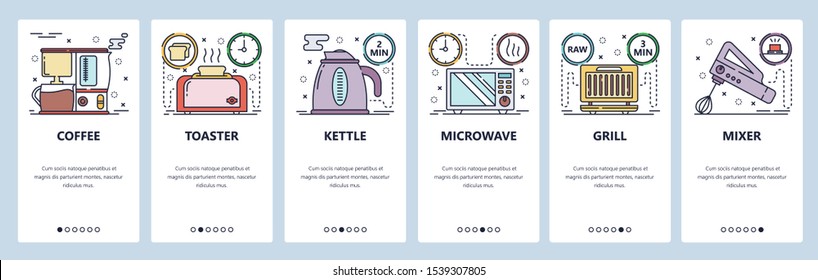 COFFEE
Cum sociis natoque penatibus et
magnis dis parturient montes, nascetur
ridiculus mus.
TOASTER
Cum sociis natoque penatibus et
magnis dis parturient montes, nascetur
ridiculus mus.
2
MIN
KETTLE
Cum sociis natoque penatibus et
magnis dis parturient montes, nascetur
ridiculus mus.
MICROWAVE
Cum sociis natoque penatibus et
magnis dis parturient montes, nascetur
ridiculus mus.
RAW
3
MIN
GRILL
Cum sociis natoque penatibus et
magnis dis parturient montes, nascetur
ridiculus mus.
MIXER
Cum sociis natoque penatibus et
magnis dis parturient montes, nascetur
ridiculus mus.
shutterstock.com · 1539307805